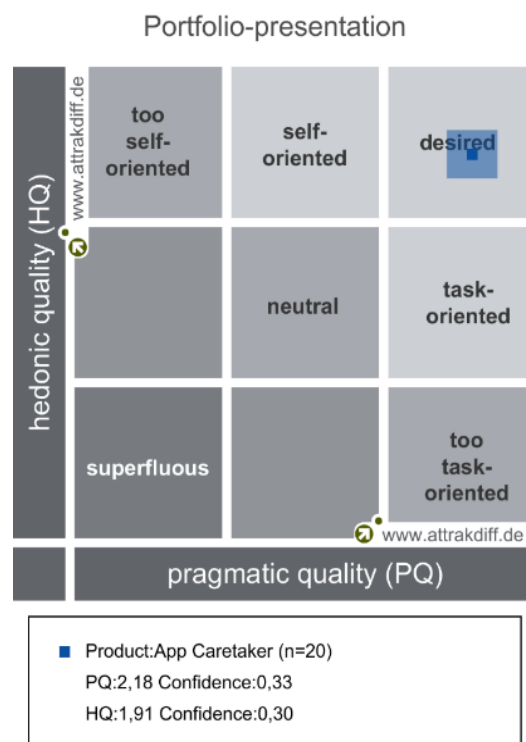 Portfolio-presentation
hedonic quality (HQ)
www.attrakdiff.de
too
self-
oriented
self-
oriented
desired
neutral
task-
oriented
superfluous
too
task-
oriented
www.attrakdiff.de
pragmatic quality (PQ)
Product:App Caretaker (n=20)
PQ:2,18 Confidence:0,33
HQ:1,91 Confidence:0,30